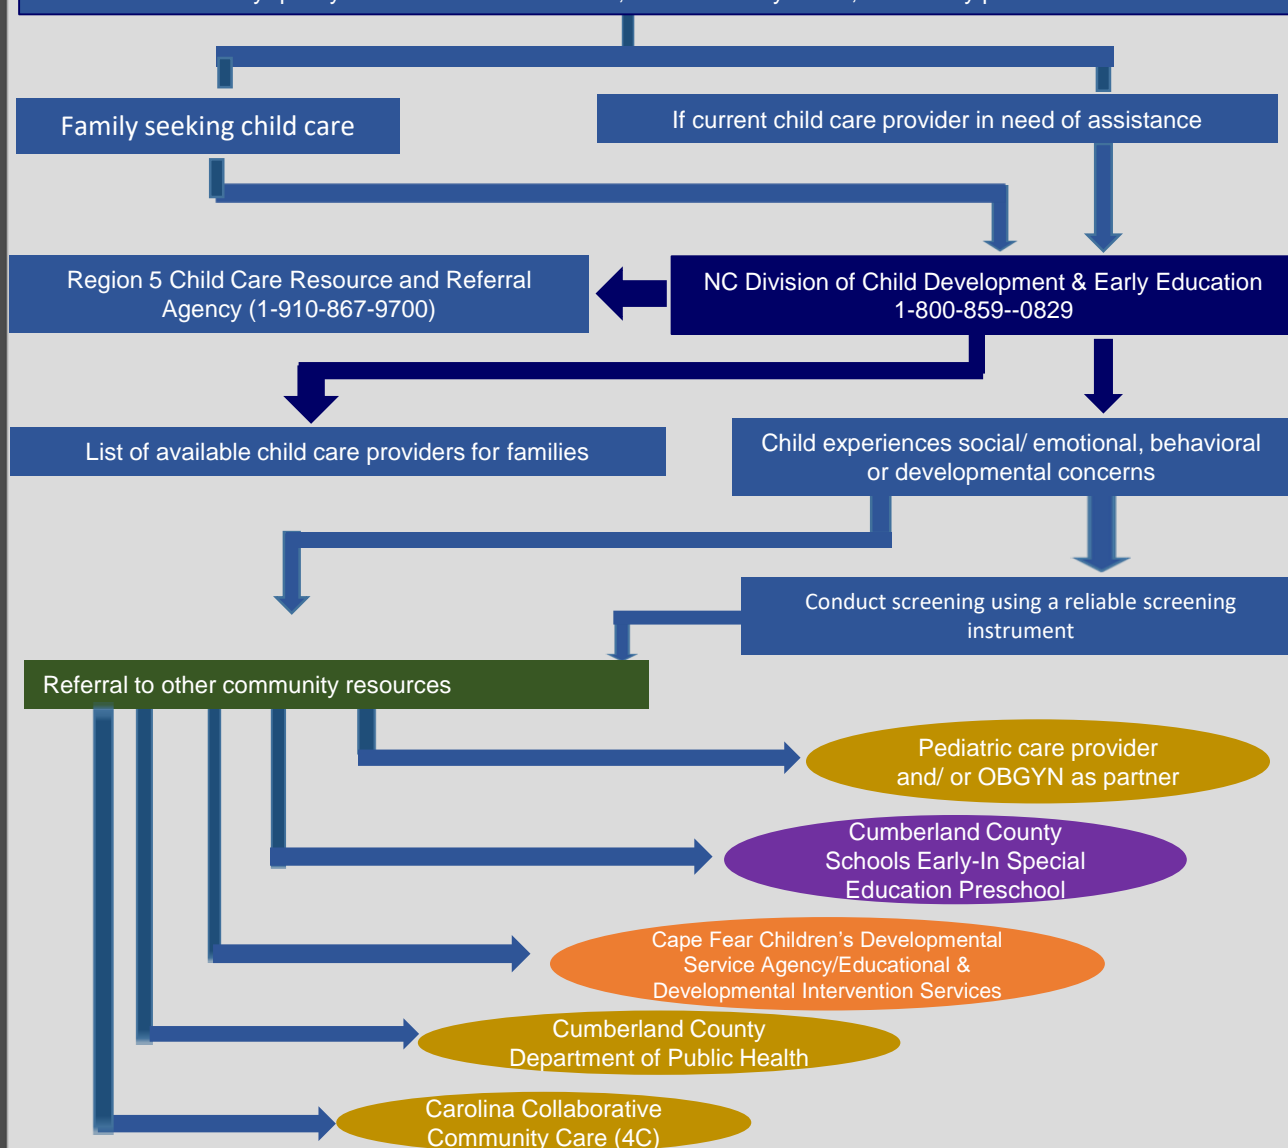 Family seeking child care
If current child care provider in need of assistance
Region 5 Child Care Resource and Referral
Agency (1-910-867-9700)
NC Division of Child Development & Early Education
1-800-859--0829
List of available child care providers for families
Child experiences social/ emotional, behavioral
or developmental concerns
Conduct screening using a reliable screening
instrument
Referral to other community resources
Pediatric care provider
and/ or OBGYN as partner
Cumberland County
Schools Early-In Special
Education Preschool
Cape Fear Children’s Developmental
Service Agency/Educational &
Developmental Intervention Services
Cumberland County
Department of Public Health
Carolina Collaborative
Community Care (4C)